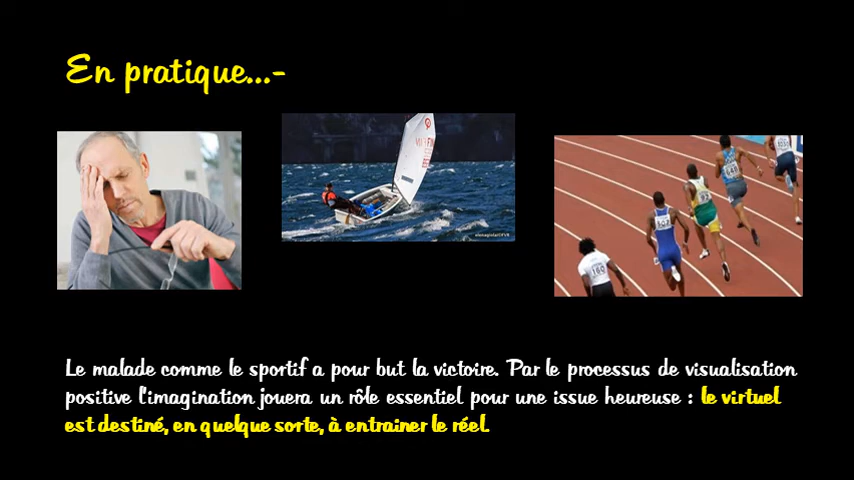 En pratique...-
Le malade comme le sportif a pour but la victoire. Par le processus de visualisation
positive l'imagination jouera un rôle essentiel pour une issue heureuse : le virtuel
est destiné, en quelque sorte, à entrainer le réel.